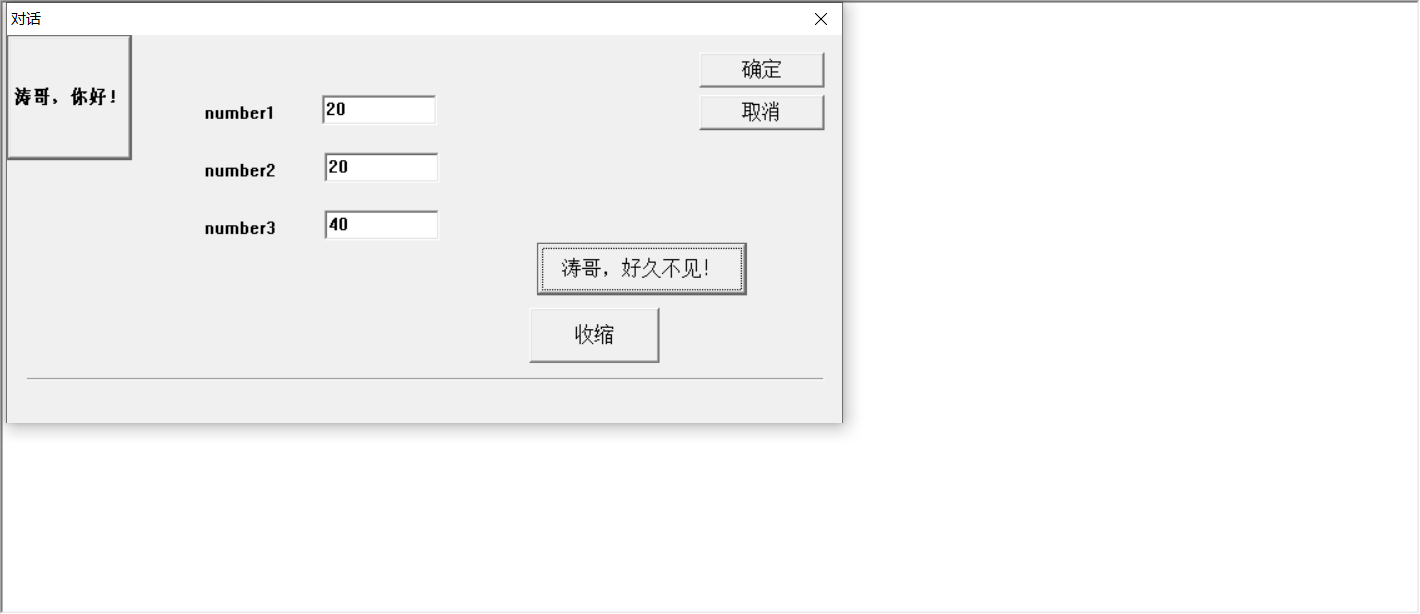 对话
涛哥，你好！
确定
取消
number1 20
number2 20
number3 40
涛哥，好久不见！
收缩